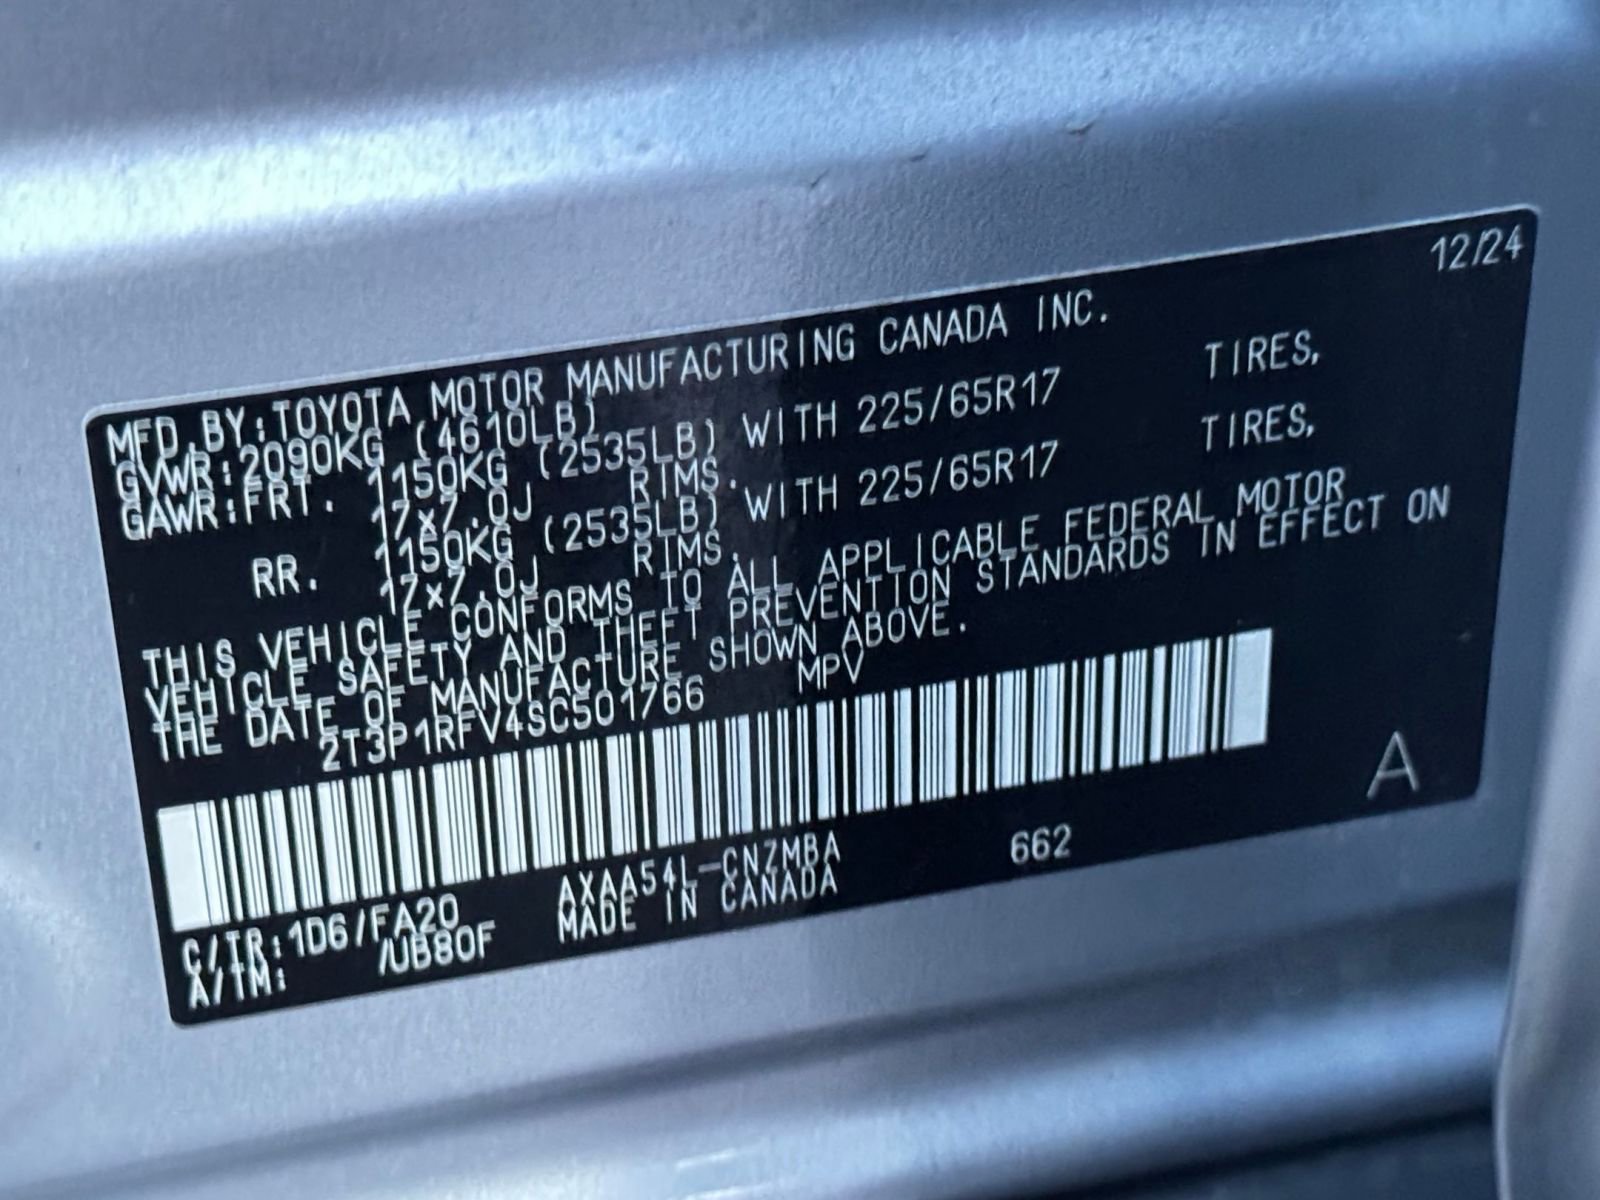 12/24
MFD.BY:TOYOTA MOTOR MANUFACTURING CANADA INC.
GVWR:2090KG (4610LB)
GAWR:FRT. 1150KG (2535LB) WITH 225/65R17 TIRES,
17x7.0J RIMS.
RR. 1150KG (2535LB) WITH 225/65R17 TIRES,
17x7.0J RIMS.
THIS VEHICLE CONFORMS TO ALL APPLICABLE FEDERAL MOTOR
VEHICLE SAFETY AND THEFT PREVENTION STANDARDS IN EFFECT ON
THE DATE OF MANUFACTURE SHOWN ABOVE.
2T3P1RFV4SC501766 MPV
A
C/TR:1D6/FA20 AXAA54L-CNZMBA 662
A/TM: /UB80F MADE IN CANADA